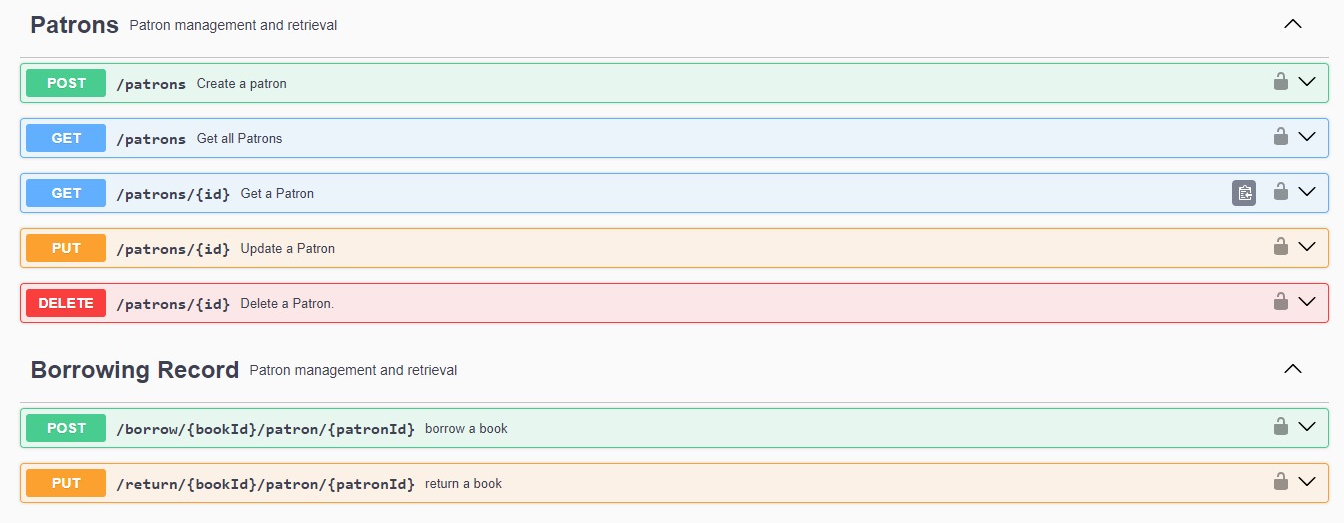 Patrons Patron management and retrieval
POST /patrons Create a patron
GET /patrons Get all Patrons
GET /patrons/{id} Get a Patron
PUT /patrons/{id} Update a Patron
DELETE /patrons/{id} Delete a Patron.
Borrowing Record Patron management and retrieval
POST /borrow/{bookId}/patron/{patronId} borrow a book
PUT /return/{bookId}/patron/{patronId} return a book